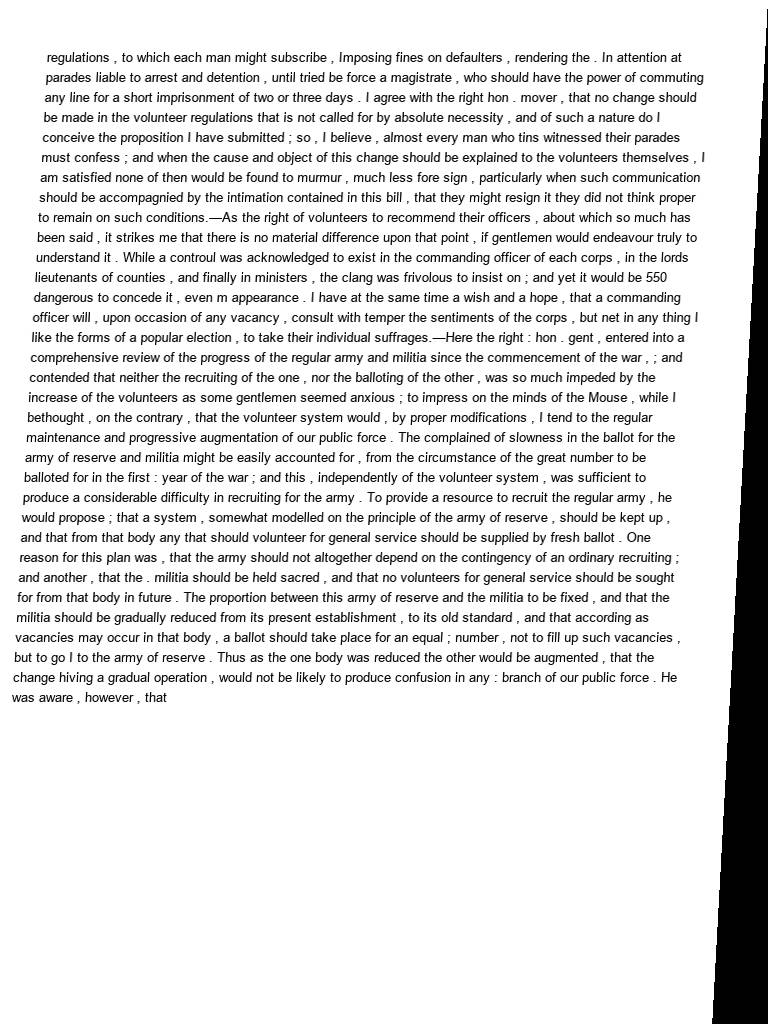 regulations , to which each man might subscribe , Imposing fines on defaulters , rendering the . In attention at
parades liable to arrest and detention , until tried be force a magistrate , who should have the power of commuting
any line for a short imprisonment of two or three days . I agree with the right hon . mover , that no change should
be made in the volunteer regulations that is not called for by absolute necessity , and of such a nature do I
conceive the proposition I have submitted ; so , I believe , almost every man who tins witnessed their parades
must confess ; and when the cause and object of this change should be explained to the volunteers themselves , I
am satisfied none of then would be found to murmur , much less fore sign , particularly when such communication
should be accompagnied by the intimation contained in this bill , that they might resign it they did not think proper
to remain on such conditions.—As the right of volunteers to recommend their officers , about which so much has
been said , it strikes me that there is no material difference upon that point , if gentlemen would endeavour truly to
understand it . While a controul was acknowledged to exist in the commanding officer of each corps , in the lords
lieutenants of counties , and finally in ministers , the clang was frivolous to insist on ; and yet it would be 550
dangerous to concede it , even m appearance . I have at the same time a wish and a hope , that a commanding
officer will , upon occasion of any vacancy , consult with temper the sentiments of the corps , but net in any thing I
like the forms of a popular election , to take their individual suffrages.—Here the right : hon . gent , entered into a
comprehensive review of the progress of the regular army and militia since the commencement of the war , ; and
contended that neither the recruiting of the one , nor the balloting of the other , was so much impeded by the
increase of the volunteers as some gentlemen seemed anxious ; to impress on the minds of the Mouse , while I
bethought , on the contrary , that the volunteer system would , by proper modifications , I tend to the regular
maintenance and progressive augmentation of our public force . The complained of slowness in the ballot for the
army of reserve and militia might be easily accounted for , from the circumstance of the great number to be
balloted for in the first : year of the war ; and this , independently of the volunteer system , was sufficient to
produce a considerable difficulty in recruiting for the army . To provide a resource to recruit the regular army , he
would propose ; that a system , somewhat modelled on the principle of the army of reserve , should be kept up ,
and that from that body any that should volunteer for general service should be supplied by fresh ballot . One
reason for this plan was , that the army should not altogether depend on the contingency of an ordinary recruiting ;
and another , that the . militia should be held sacred , and that no volunteers for general service should be sought
for from that body in future . The proportion between this army of reserve and the militia to be fixed , and that the
militia should be gradually reduced from its present establishment , to its old standard , and that according as
vacancies may occur in that body , a ballot should take place for an equal ; number , not to fill up such vacancies ,
but to go I to the army of reserve . Thus as the one body was reduced the other would be augmented , that the
change hiving a gradual operation , would not be likely to produce confusion in any : branch of our public force . He
was aware , however , that